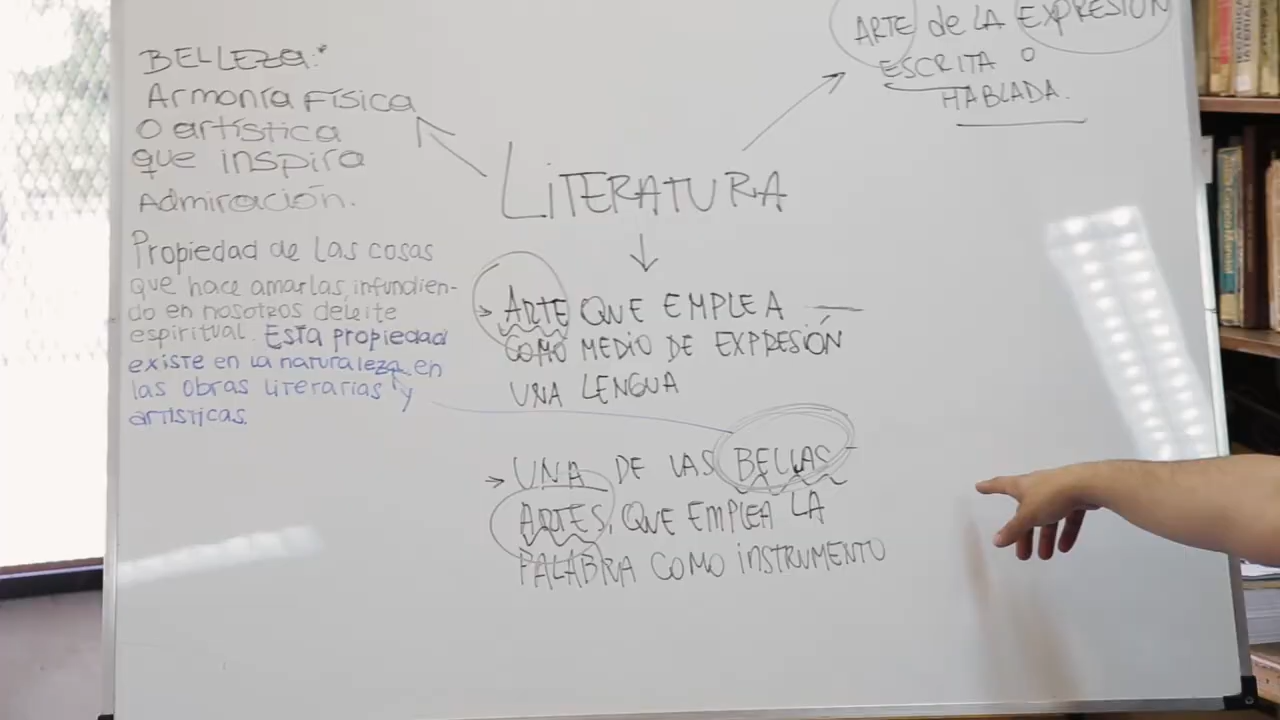 BELLEZA:*
Armonía Física
O artística
que inspira
Admiración.
Propiedad de las cosas
que hace amarlas, infundien-
do en nosotros deleite
espiritual. Esta propiedad
existe en la naturaleza, en
las obras literarias y
artísticas.
LITERATURA
ARTE de LA EXPRESIÓN
ESCRITA O
HABLADA.
ARTE QUE EMPLEA
COMO MEDIO DE EXPRESIÓN
UNA LENGUA
UNA DE LAS BELLAS
ARTES, QUE EMPLEA LA
PALABRA COMO INSTRUMENTO